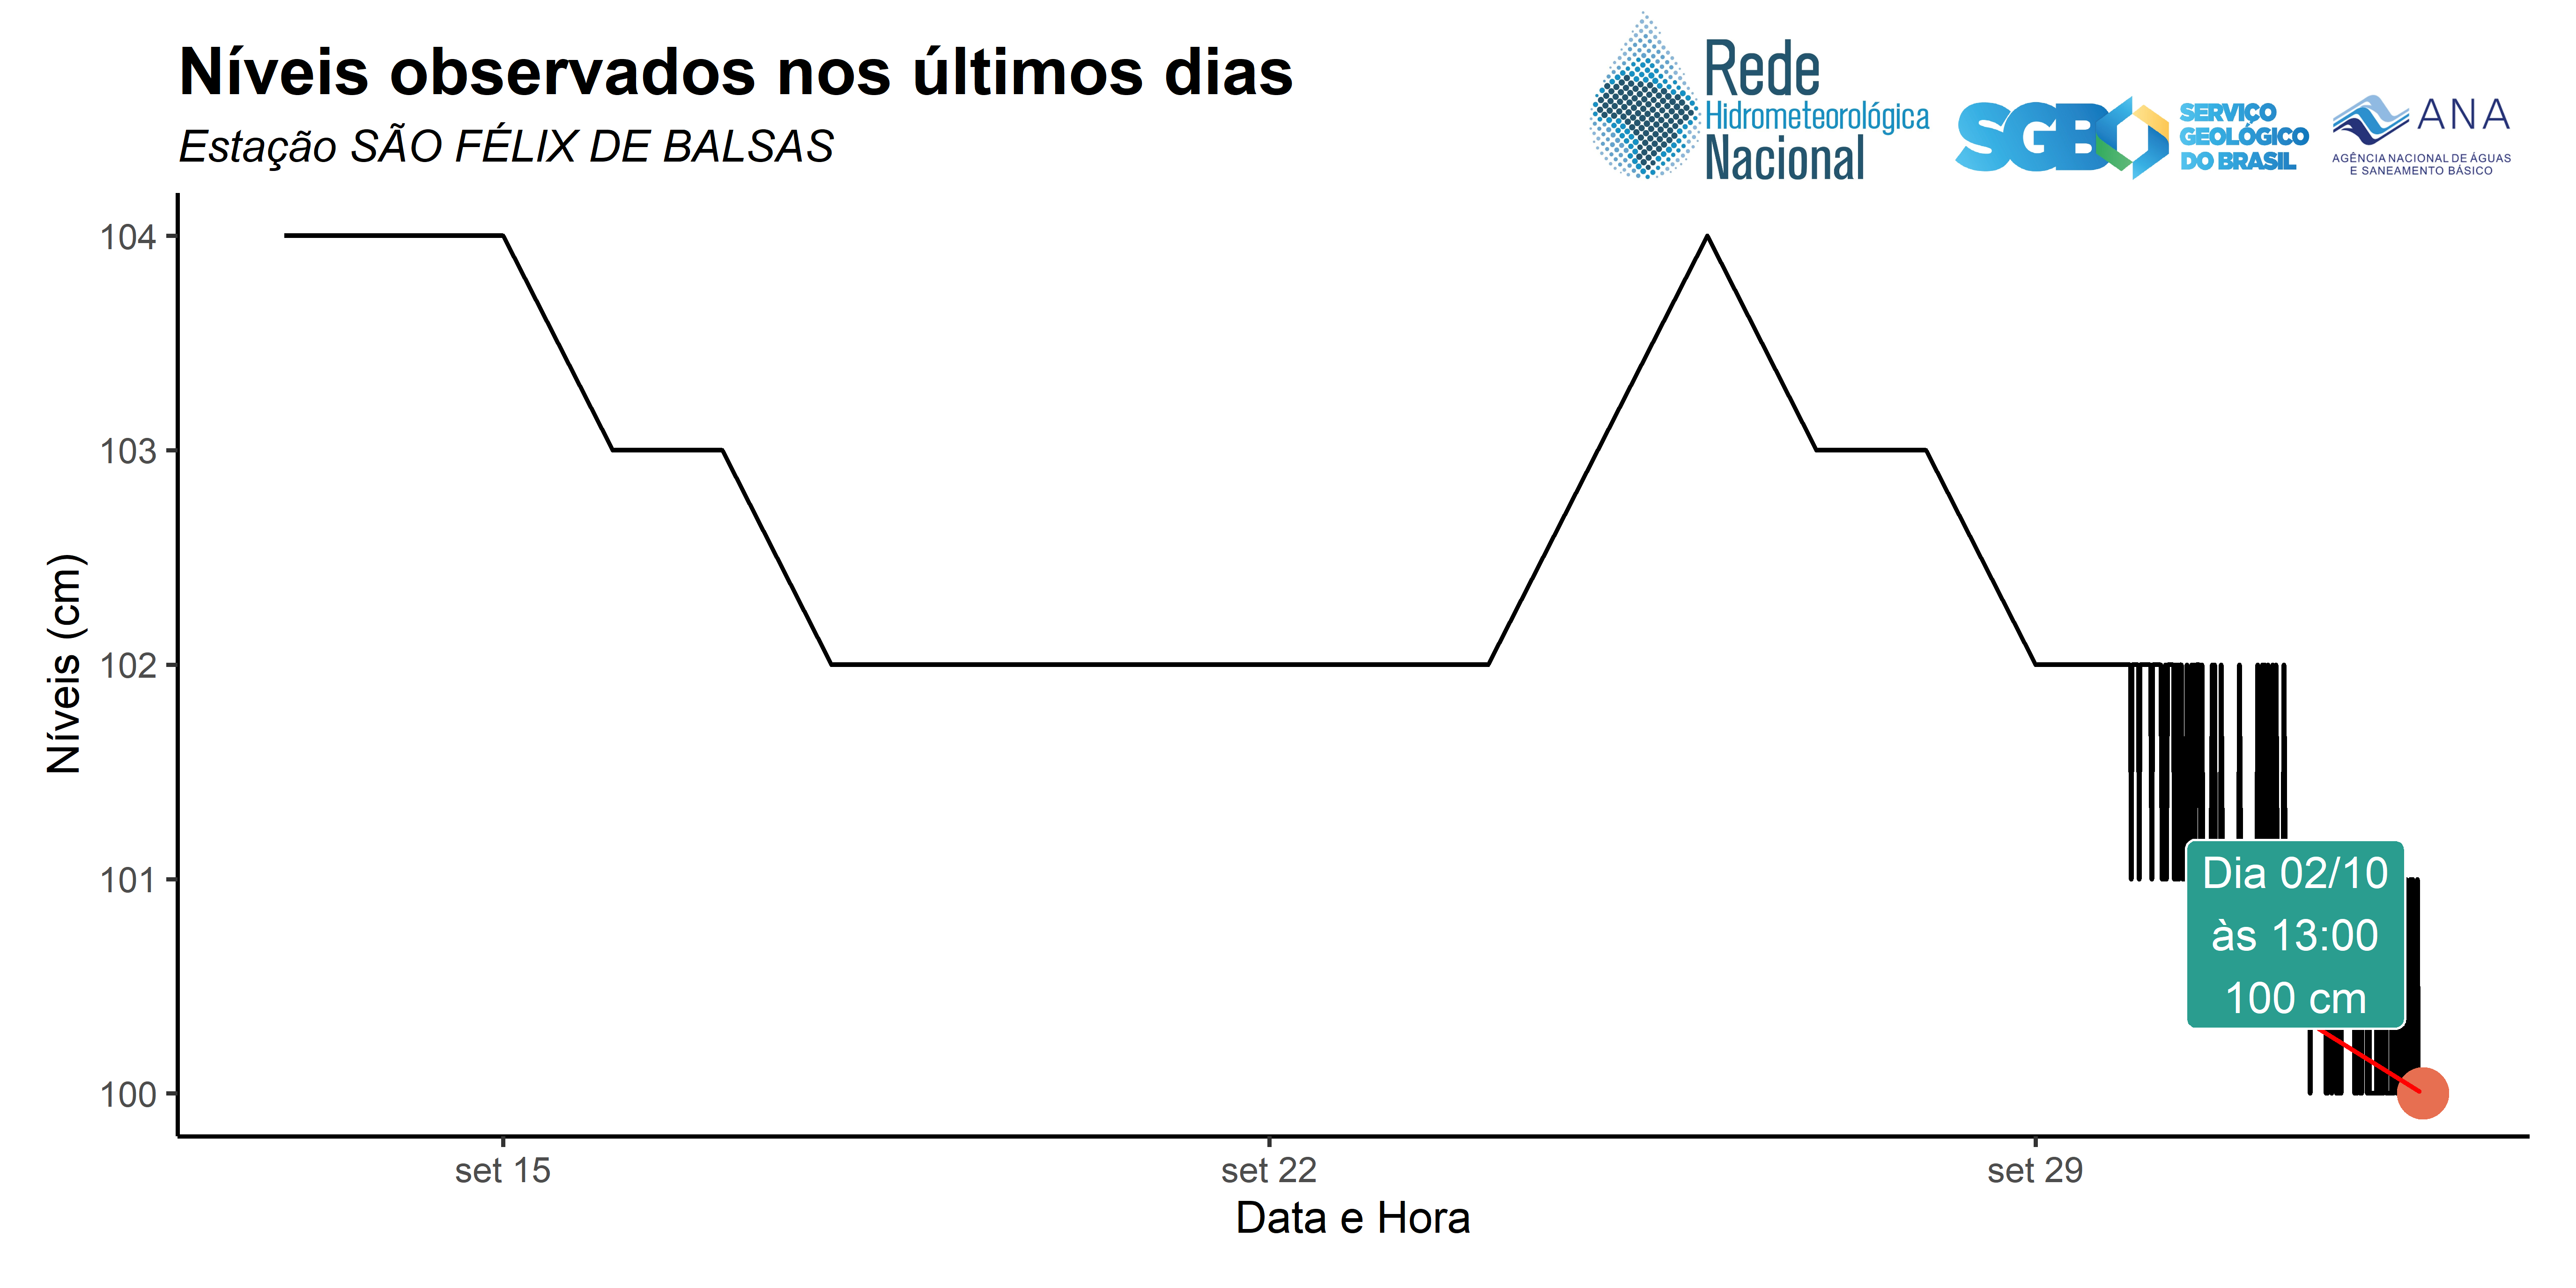 Níveis observados nos últimos dias
Estação SÃO FÉLIX DE BALSAS
Rede
Hidrometeorológica
Nacional
SGB
SERVIÇO
GEOLÓGICO
DO BRASIL
ANA
AGÊNCIA NACIONAL DE ÁGUAS
E SANEAMENTO BÁSICO
Níveis (cm)
104
103
102
101
100
Dia 02/10
às 13:00
100 cm
set 15
set 22
set 29
Data e Hora